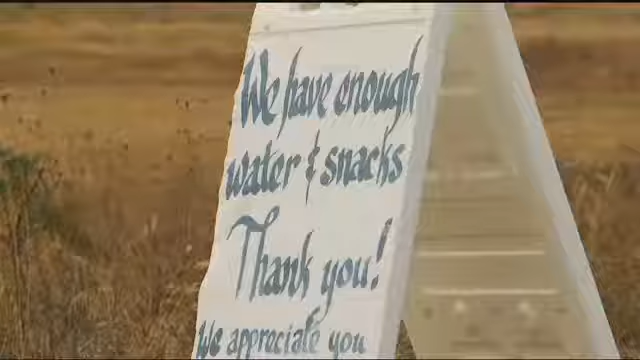 We have enough
water & snacks
Thank you!
We appreciate you